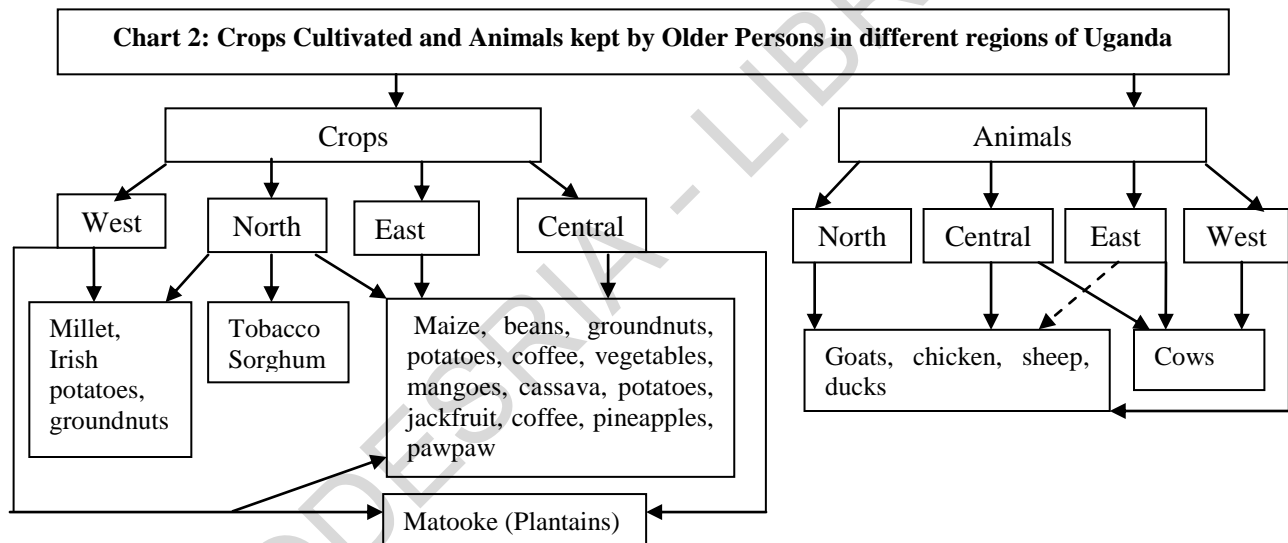 Chart 2: Crops Cultivated and Animals kept by Older Persons in different regions of Uganda
Crops
Animals
West
North
East
Central
North
Central
East
West
Millet,
Irish
potatoes,
groundnuts
Tobacco
Sorghum
Maize, beans, groundnuts,
potatoes, coffee, vegetables,
mangoes, cassava, potatoes,
jackfruit, coffee, pineapples,
pawpaw
Goats, chicken, sheep,
ducks
Cows
Matooke (Plantains)
ODESRIA - LIBR